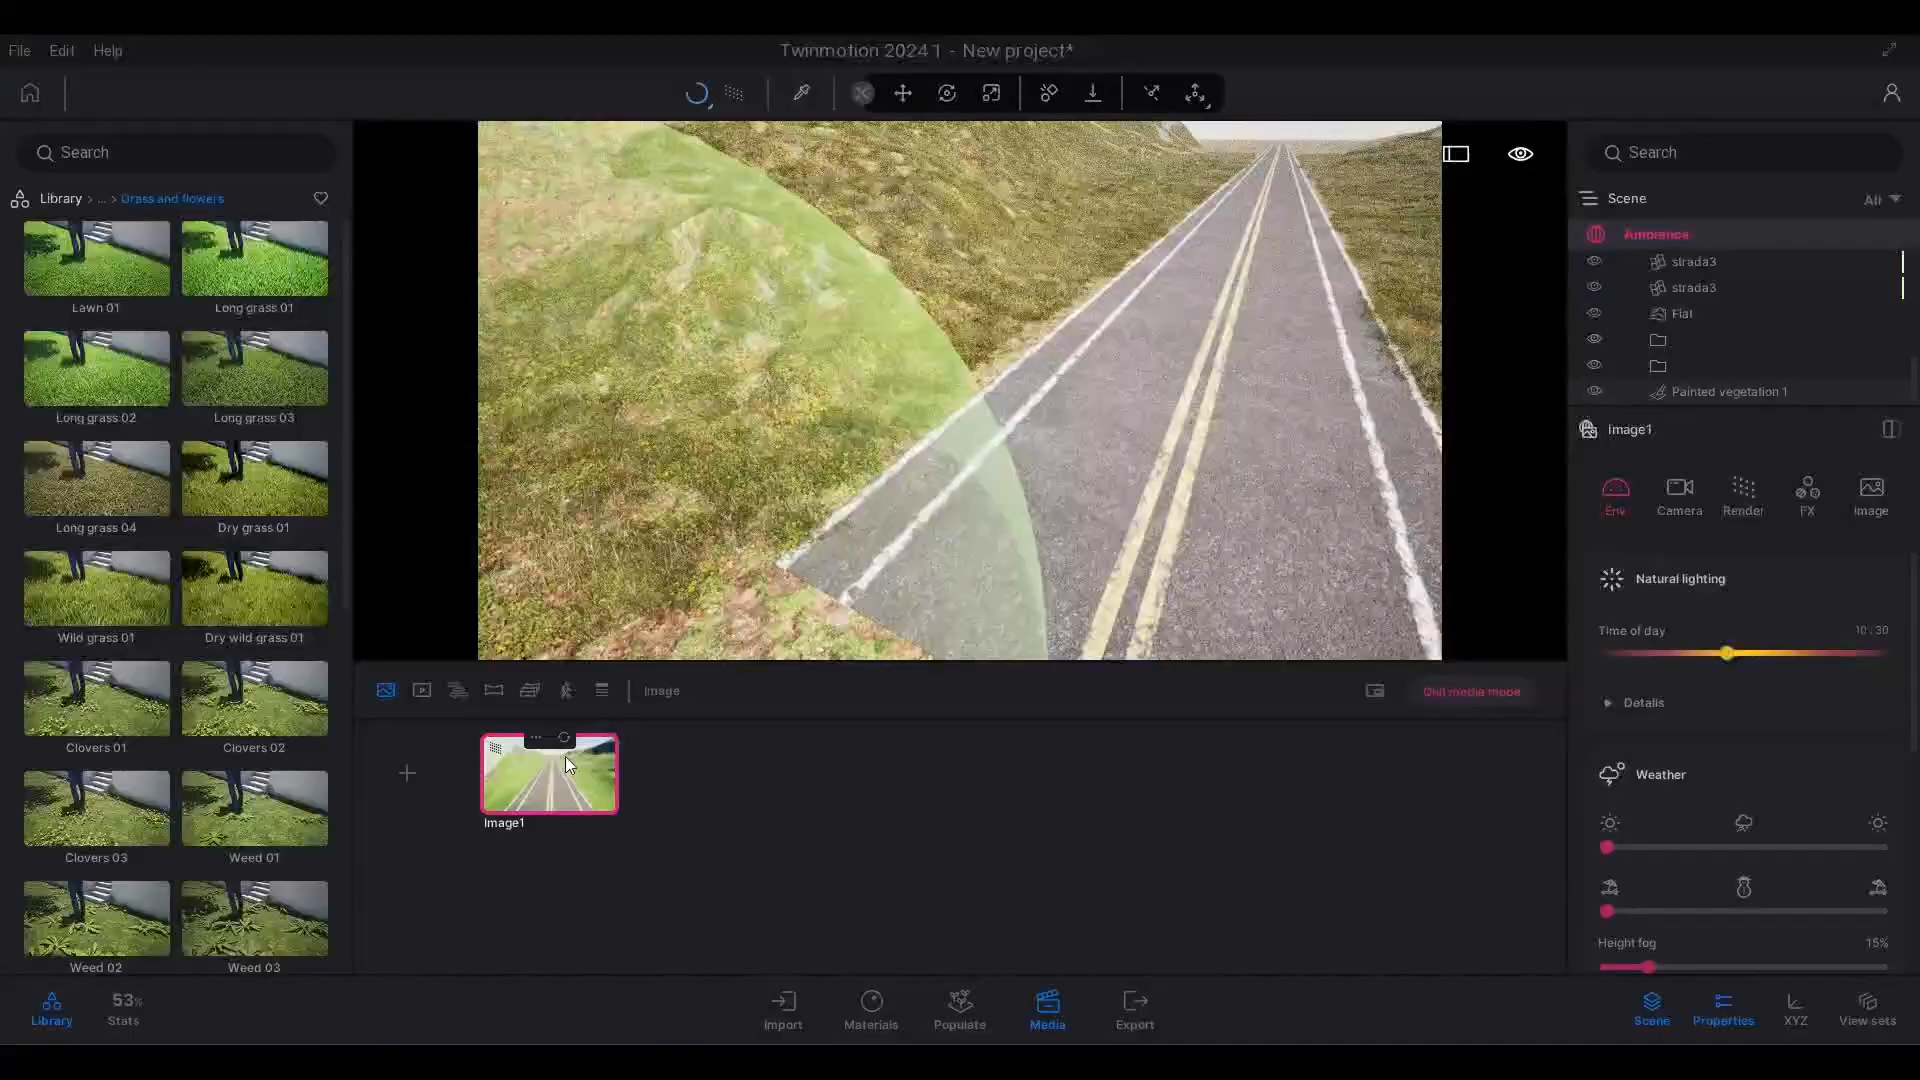 File Edit Help
Twinmotion 2024 1 - New project*
Search
Library > ... > Grass and flowers
Lawn 01
Long grass 01
Long grass 02
Long grass 03
Long grass 04
Dry grass 01
Wild grass 01
Dry wild grass 01
Clovers 01
Clovers 02
Clovers 03
Weed 01
Weed 02
Weed 03
Library
53%
Stats
Image
Image1
Import
Materials
Populate
Media
Export
Search
Scene
All
Ambience
strada3
strada3
Flat
Painted vegetation 1
Image1
Env
Camera
Render
FX
Image
Natural lighting
Time of day
10 : 30
Details
Weather
Height fog
15%
Scene
Properties
XYZ
View sets